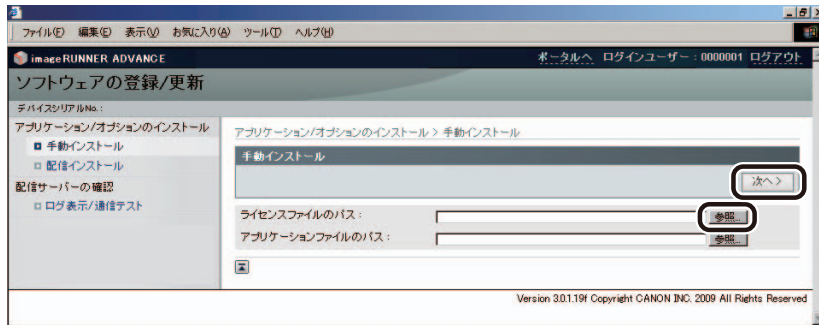 ファイル(F) 編集(E) 表示(V) お気に入り(A) ツール(T) ヘルプ(H)
imageRUNNER ADVANCE ポータルへ ログインユーザー : 0000001 ログアウト
ソフトウェアの登録/更新
デバイスシリアルNo. :
アプリケーション/オプションのインストール
手動インストール
配信インストール
配信サーバーの確認
ログ表示/通信テスト
アプリケーション/オプションのインストール > 手動インストール
手動インストール
次へ >
ライセンスファイルのパス : 参照...
アプリケーションファイルのパス : 参照...
Version 3.0.1.19f Copyright CANON INC. 2009 All Rights Reserved